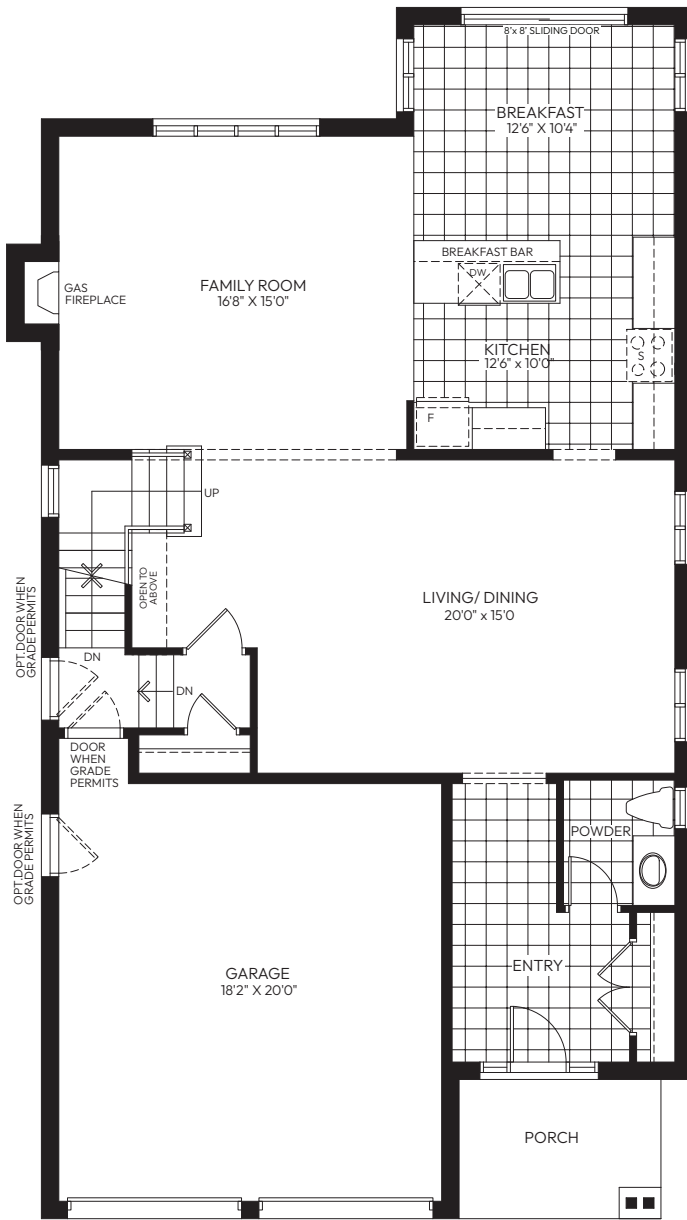 8'x 8' SLIDING DOOR
BREAKFAST
12'6" X 10'4"
BREAKFAST BAR
DW
GAS
FIREPLACE
FAMILY ROOM
16'8" X 15'0"
KITCHEN
12'6" x 10'0"
S
F
UP
OPEN TO
ABOVE
LIVING/ DINING
20'0" x 15'0
OPT.DOOR WHEN
GRADE PERMITS
DN
DN
DOOR
WHEN
GRADE
PERMITS
OPT.DOOR WHEN
GRADE PERMITS
POWDER
ENTRY
GARAGE
18'2" X 20'0"
PORCH